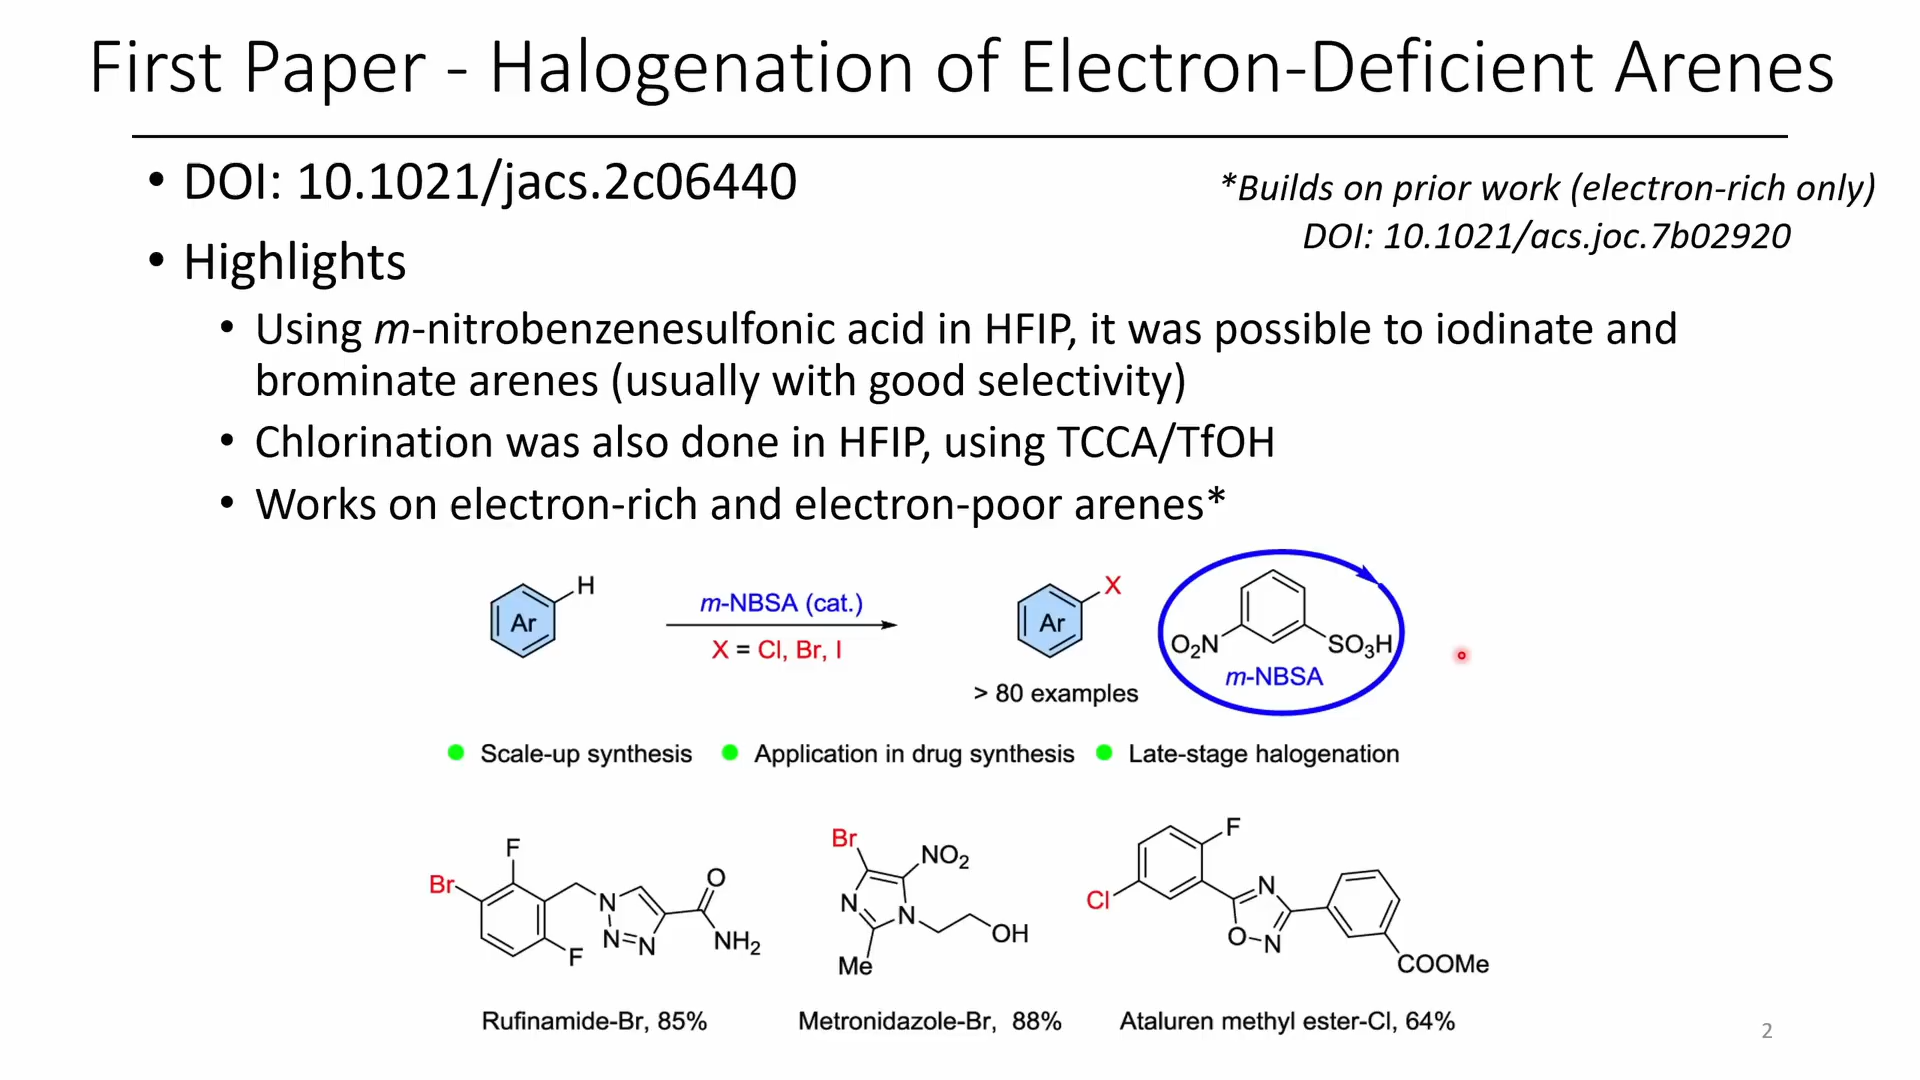 First Paper - Halogenation of Electron-Deficient Arenes
• DOI: 10.1021/jacs.2c06440
*Builds on prior work (electron-rich only)
DOI: 10.1021/acs.joc.7b02920
• Highlights
• Using m-nitrobenzenesulfonic acid in HFIP, it was possible to iodinate and
brominate arenes (usually with good selectivity)
• Chlorination was also done in HFIP, using TCCA/TfOH
• Works on electron-rich and electron-poor arenes*
H
Ar
m-NBSA (cat.)
X = Cl, Br, I
X
Ar
> 80 examples
O₂N
SO₃H
m-NBSA
Scale-up synthesis
Application in drug synthesis
Late-stage halogenation
F
Br
N
N=N
O
NH₂
F
Rufinamide-Br, 85%
Br
NO₂
N
N
OH
Me
Metronidazole-Br, 88%
F
Cl
N
O-N
COOMe
Ataluren methyl ester-Cl, 64%
2